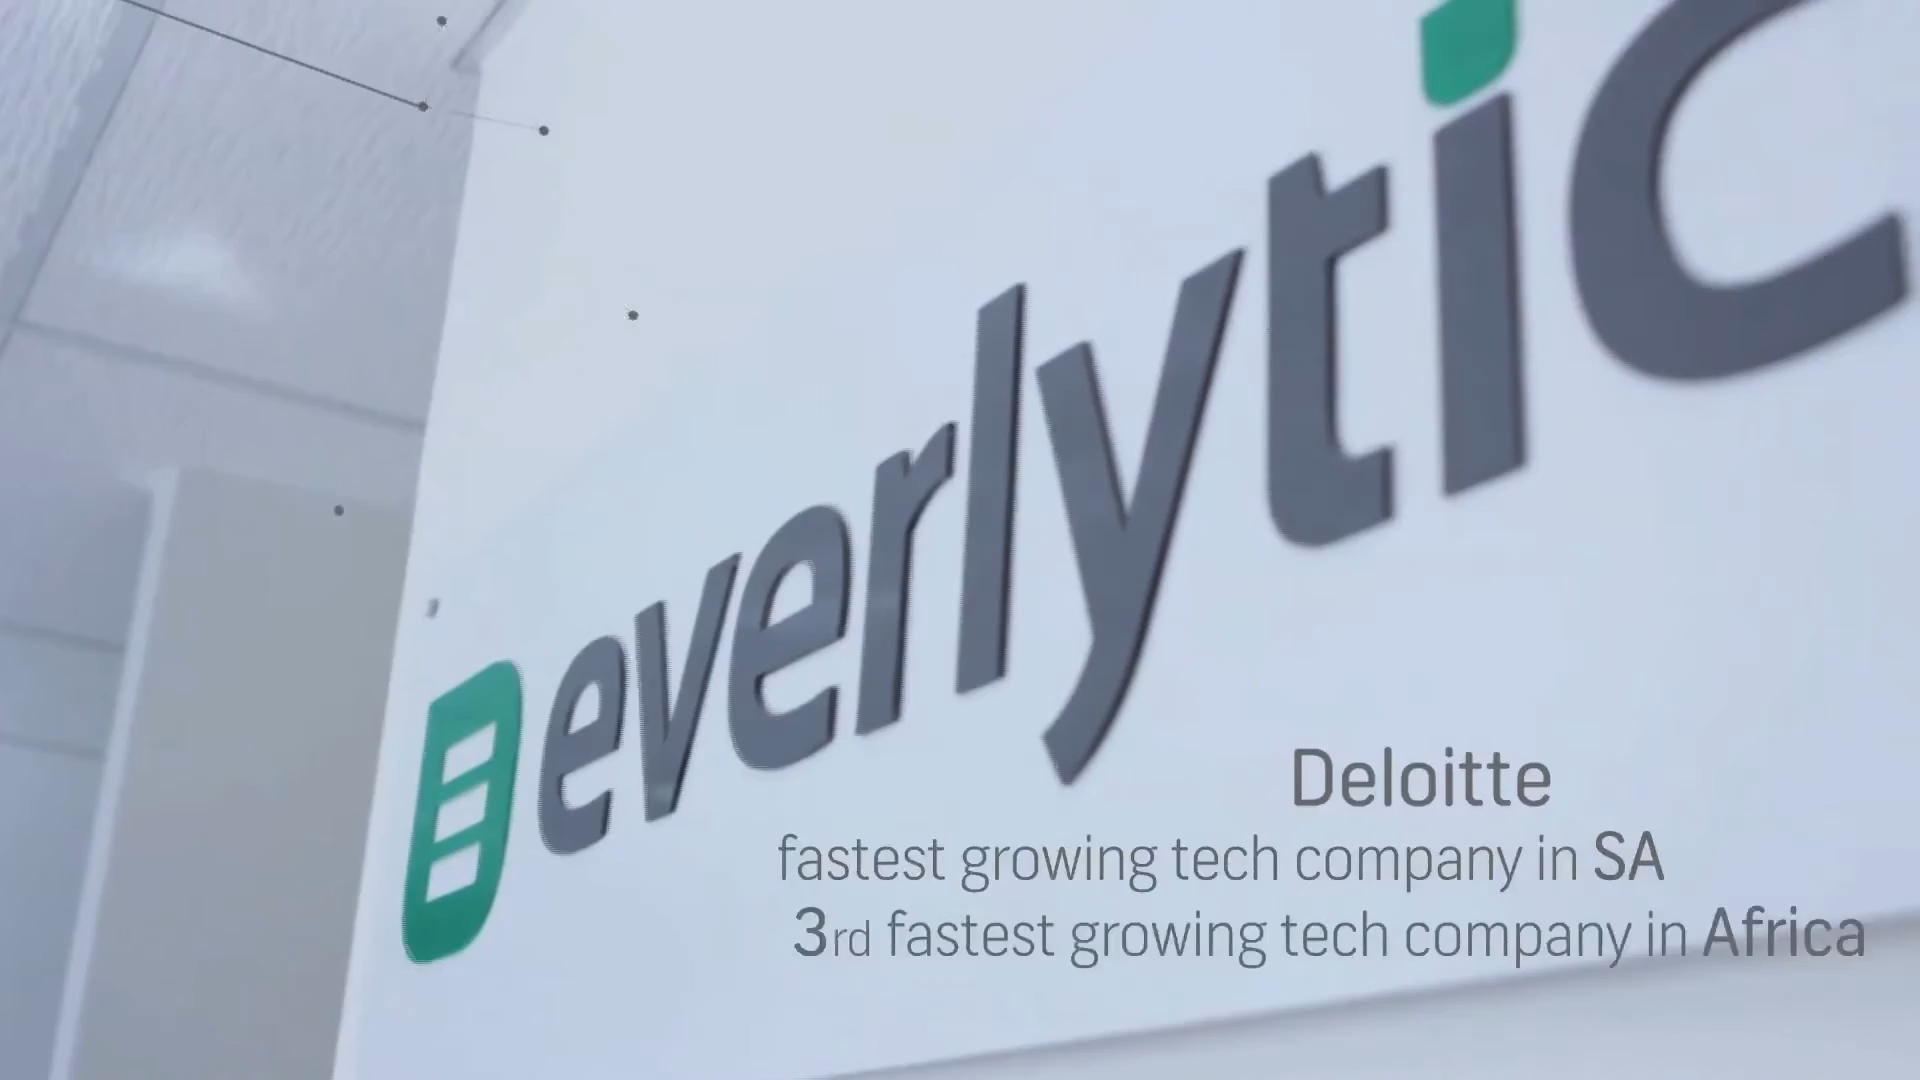 everlytic
Deloitte
fastest growing tech company in SA
3rd fastest growing tech company in Africa